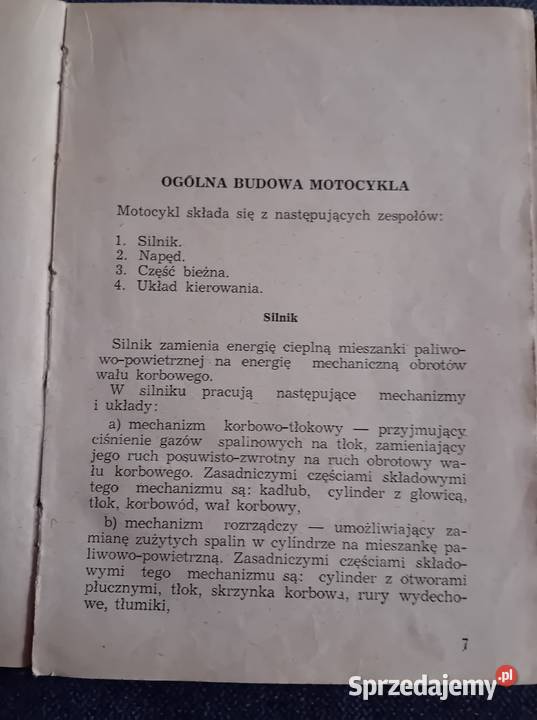 OGÓLNA BUDOWA MOTOCYKLA
Motocykl składa się z następujących zespołów:
1. Silnik.
2. Napęd.
3. Część bieżna.
4. Układ kierowania.
Silnik
Silnik zamienia energię cieplną mieszanki paliwo-
wo-powietrznej na energię mechaniczną obrotów
wału korbowego.
W silniku pracują następujące mechanizmy
i układy:
a) mechanizm korbowo-tłokowy — przyjmujący
ciśnienie gazów spalinowych na tłok, zamieniający
jego ruch posuwisto-zwrotny na ruch obrotowy wa-
łu korbowego. Zasadniczymi częściami składowymi
tego mechanizmu są: kadłub, cylinder z głowicą,
tłok, korbowód, wał korbowy,
b) mechanizm rozrządczy — umożliwiający za-
mianę zużytych spalin w cylindrze na mieszankę pa-
liwowo-powietrzną. Zasadniczymi częściami składo-
wymi tego mechanizmu są: cylinder z otworami
płucznymi, tłok, skrzynka korbowa, rury wydecho-
we, tłumiki,
7
Sprzedajemy.pl